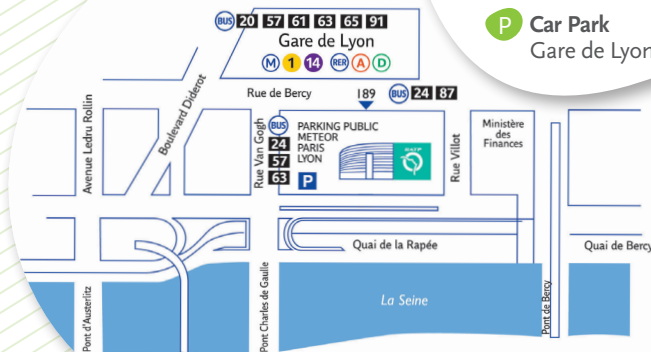 BUS 20 57 61 63 65 91
Gare de Lyon
M 1 14 RER A D
P Car Park
Gare de Lyon
Rue de Bercy
189
BUS 24 87
Avenue Ledru Rollin
Boulevard Diderot
Rue Van Gogh
BUS
24
57
63
PARKING PUBLIC
METEOR
PARIS
LYON
P
RATP
Rue Villot
Ministère
des
Finances
Quai de la Rapée
Quai de Bercy
Pont d'Austerlitz
Pont Charles de Gaulle
La Seine
Pont de Bercy